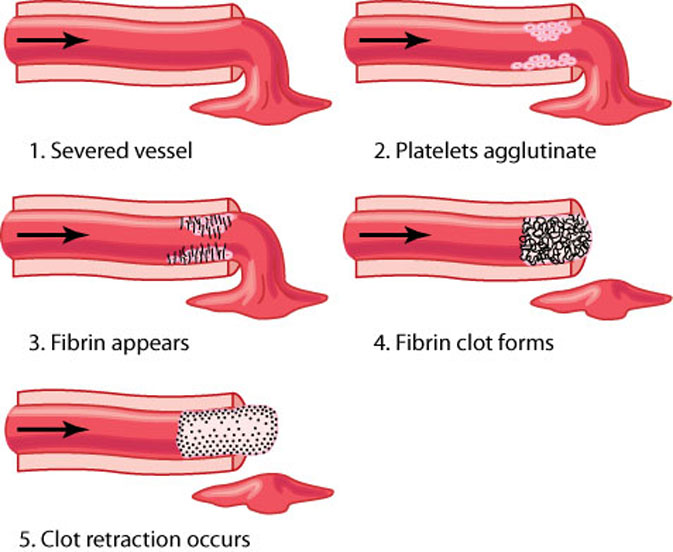 1. Severed vessel
2. Platelets agglutinate
3. Fibrin appears
4. Fibrin clot forms
5. Clot retraction occurs